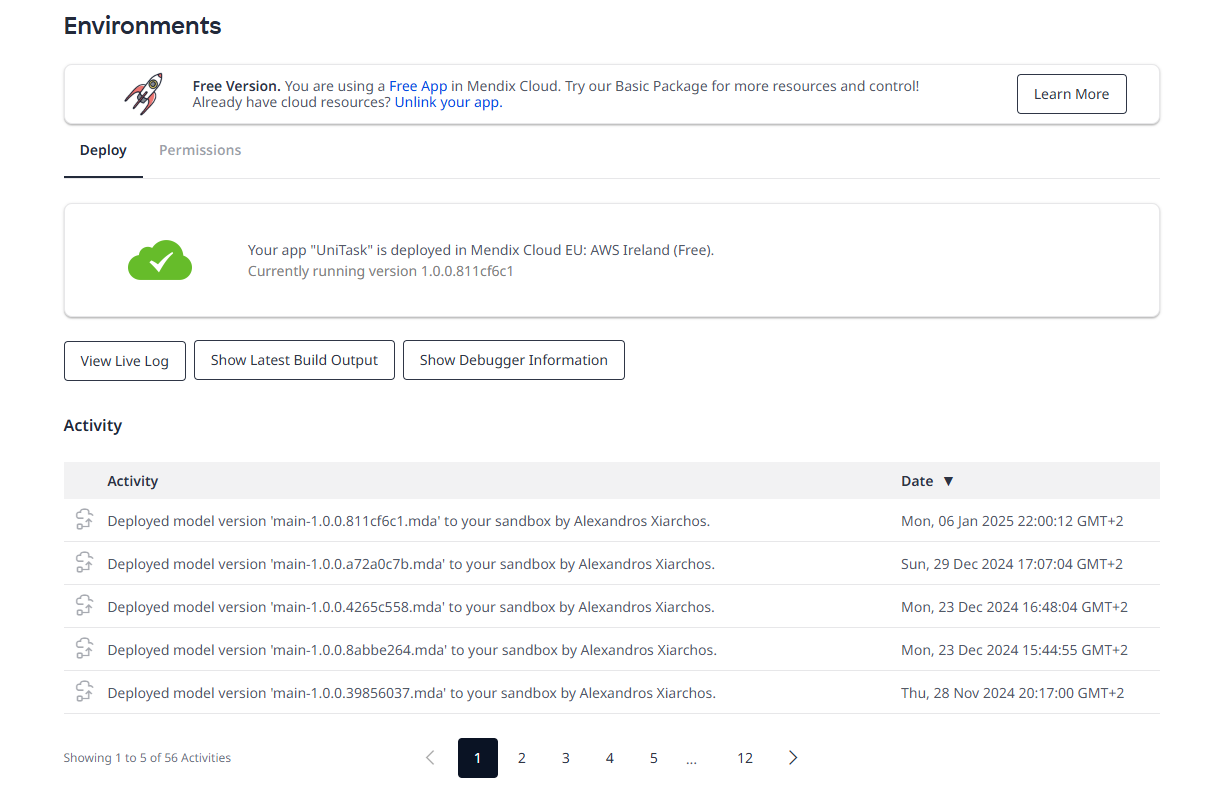 Environments
Free Version. You are using a Free App in Mendix Cloud. Try our Basic Package for more resources and control!
Already have cloud resources? Unlink your app.
Learn More
Deploy
Permissions
Your app "UniTask" is deployed in Mendix Cloud EU: AWS Ireland (Free).
Currently running version 1.0.0.811cf6c1
View Live Log
Show Latest Build Output
Show Debugger Information
Activity
Activity Date ▼
Deployed model version 'main-1.0.0.811cf6c1.mda' to your sandbox by Alexandros Xiarchos. Mon, 06 Jan 2025 22:00:12 GMT+2
Deployed model version 'main-1.0.0.a72a0c7b.mda' to your sandbox by Alexandros Xiarchos. Sun, 29 Dec 2024 17:07:04 GMT+2
Deployed model version 'main-1.0.0.4265c558.mda' to your sandbox by Alexandros Xiarchos. Mon, 23 Dec 2024 16:48:04 GMT+2
Deployed model version 'main-1.0.0.8abbe264.mda' to your sandbox by Alexandros Xiarchos. Mon, 23 Dec 2024 15:44:55 GMT+2
Deployed model version 'main-1.0.0.39856037.mda' to your sandbox by Alexandros Xiarchos. Thu, 28 Nov 2024 20:17:00 GMT+2
Showing 1 to 5 of 56 Activities
1 2 3 4 5 ... 12